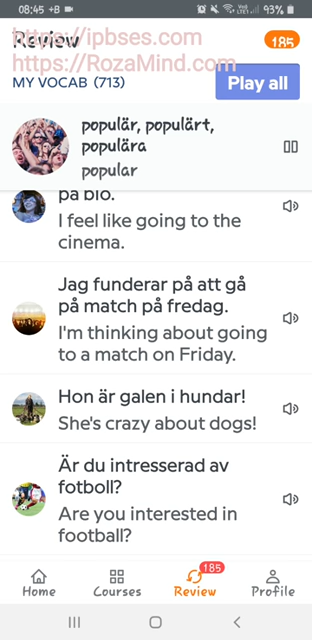 08:45 +B
93%
https://ipbses.com
Review
185
https://RozaMind.com
MY VOCAB (713)
Play all
populär, populärt,
populära
popular
på bio.
I feel like going to the
cinema.
Jag funderar på att gå
på match på fredag.
I'm thinking about going
to a match on Friday.
Hon är galen i hundar!
She's crazy about dogs!
Är du intresserad av
fotboll?
Are you interested in
football?
185
Home
Courses
Review
Profile